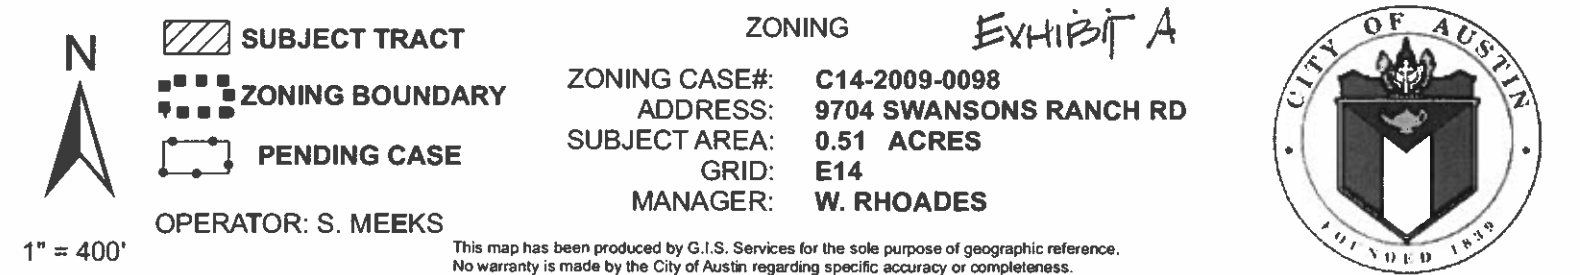 N
1" = 400'
SUBJECT TRACT
ZONING BOUNDARY
PENDING CASE
OPERATOR: S. MEEKS
ZONING
EXHIBIT A
ZONING CASE#: C14-2009-0098
ADDRESS: 9704 SWANSONS RANCH RD
SUBJECT AREA: 0.51 ACRES
GRID: E14
MANAGER: W. RHOADES
This map has been produced by G.I.S. Services for the sole purpose of geographic reference.
No warranty is made by the City of Austin regarding specific accuracy or completeness.
CITY OF AUSTIN
FOUNDED 1839